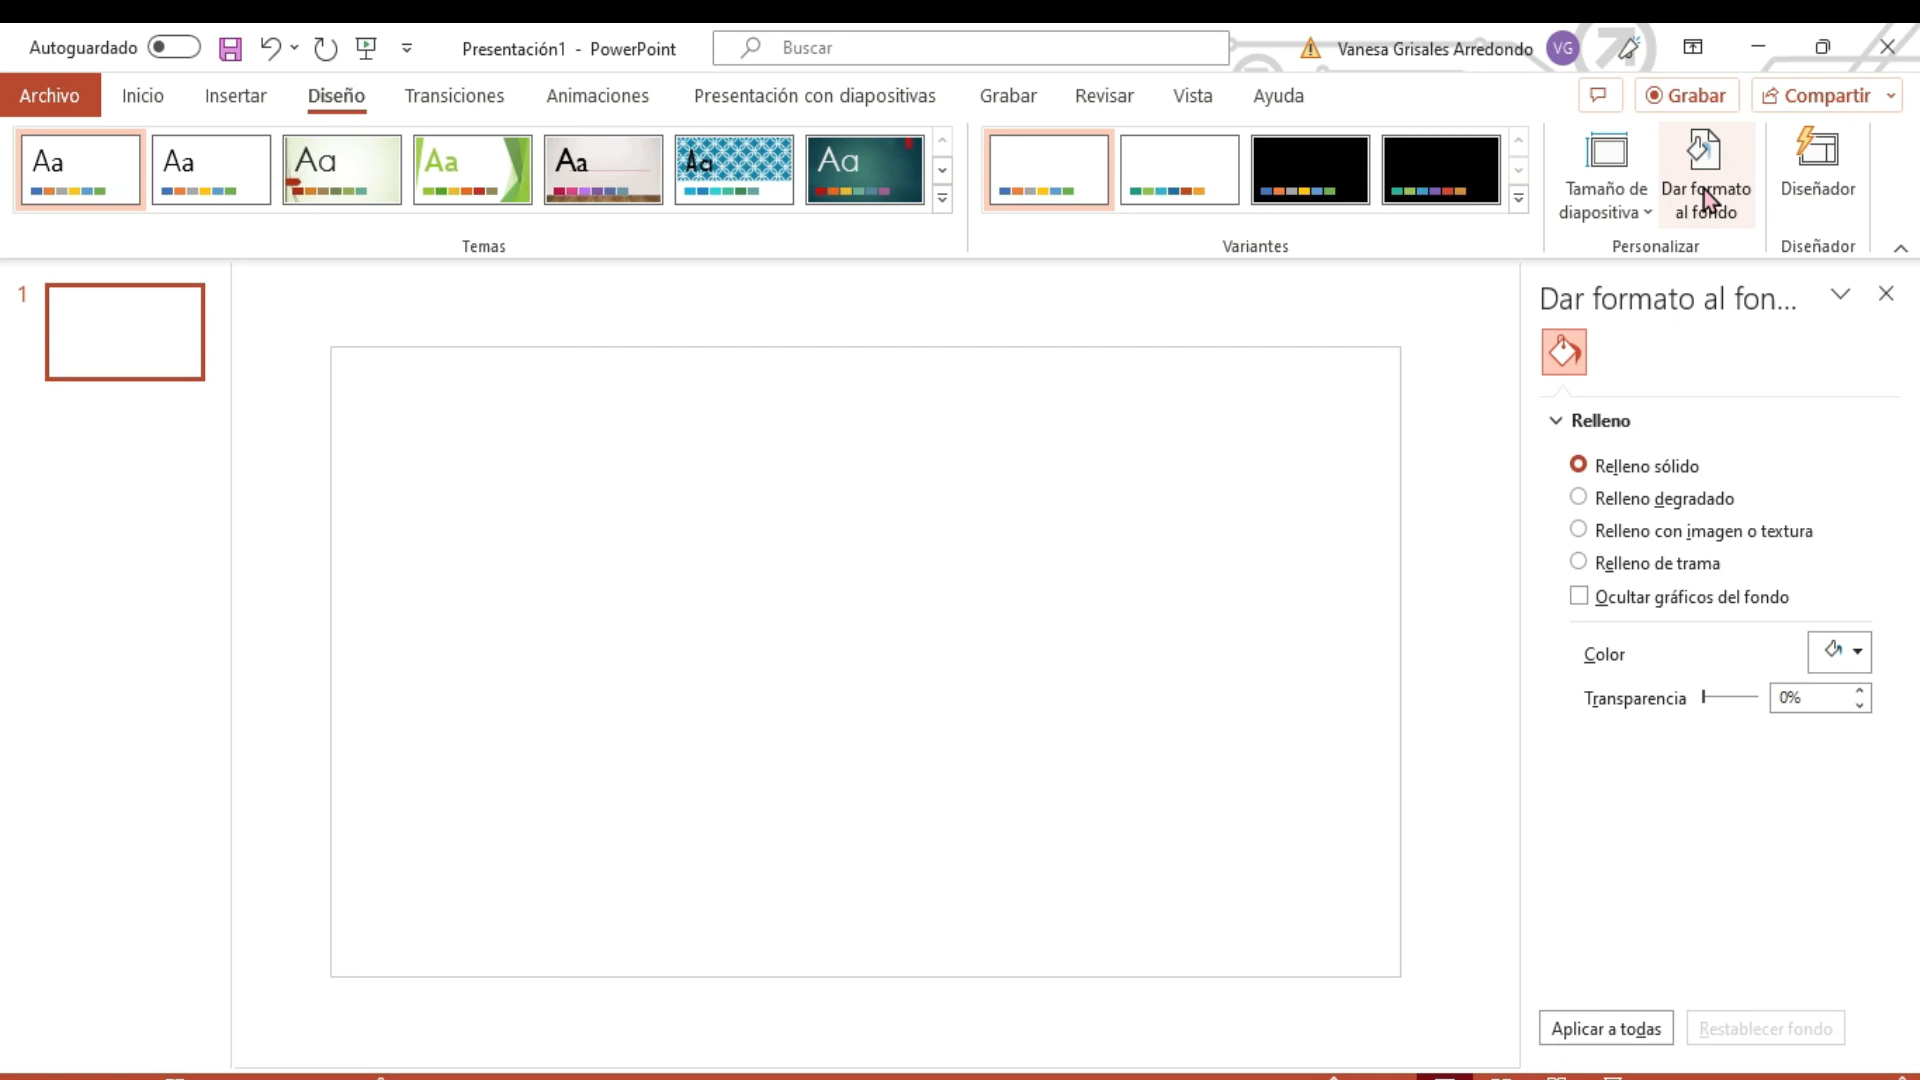 Autoguardado
Presentación1 - PowerPoint
Buscar
Vanesa Grisales Arredondo
VG
Archivo
Inicio
Insertar
Diseño
Transiciones
Animaciones
Presentación con diapositivas
Grabar
Revisar
Vista
Ayuda
Grabar
Compartir
Aa
Aa
Aa
Aa
Aa
Aa
Aa
Temas
Variantes
Tamaño de
diapositiva
Dar formato
al fondo
Personalizar
Diseñador
Diseñador
1
Dar formato al fon...
Relleno
Relleno sólido
Relleno degradado
Relleno con imagen o textura
Relleno de trama
Ocultar gráficos del fondo
Color
Transparencia
0%
Aplicar a todas
Restablecer fondo